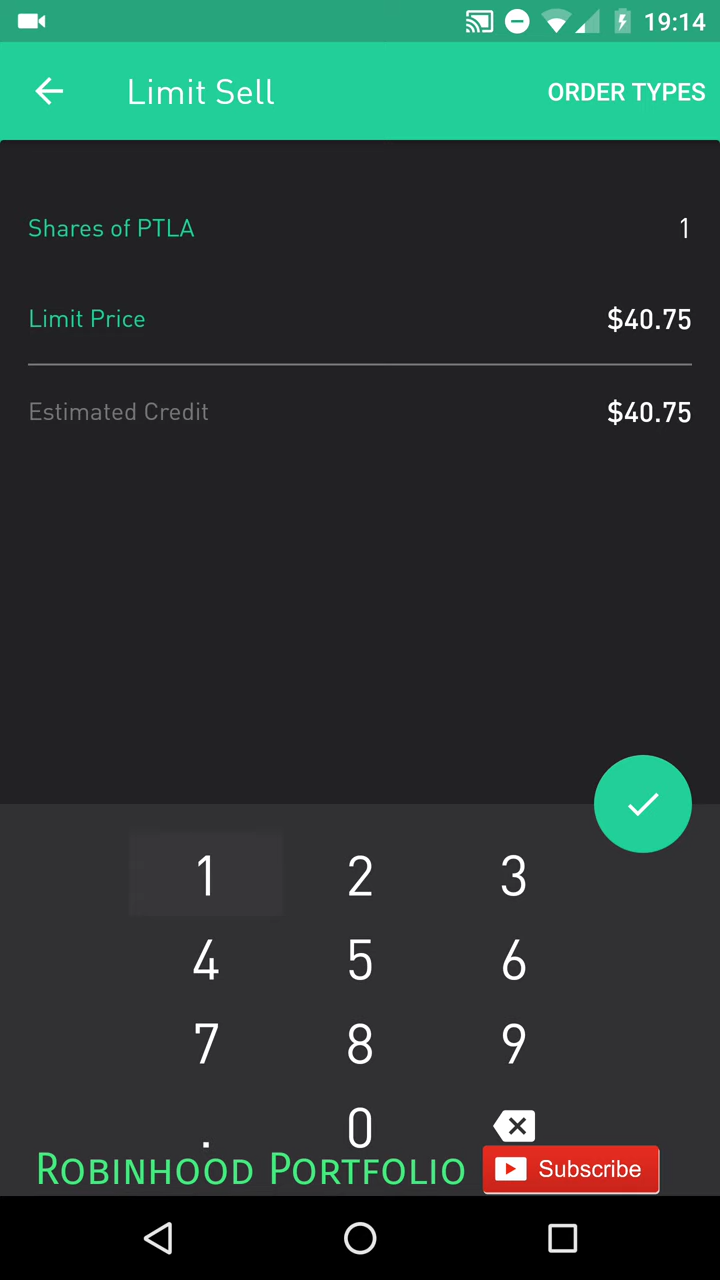 19:14
Limit Sell ORDER TYPES
Shares of PTLA 1
Limit Price $40.75
Estimated Credit $40.75
1 2 3
4 5 6
7 8 9
. 0
ROBINHOOD PORTFOLIO Subscribe